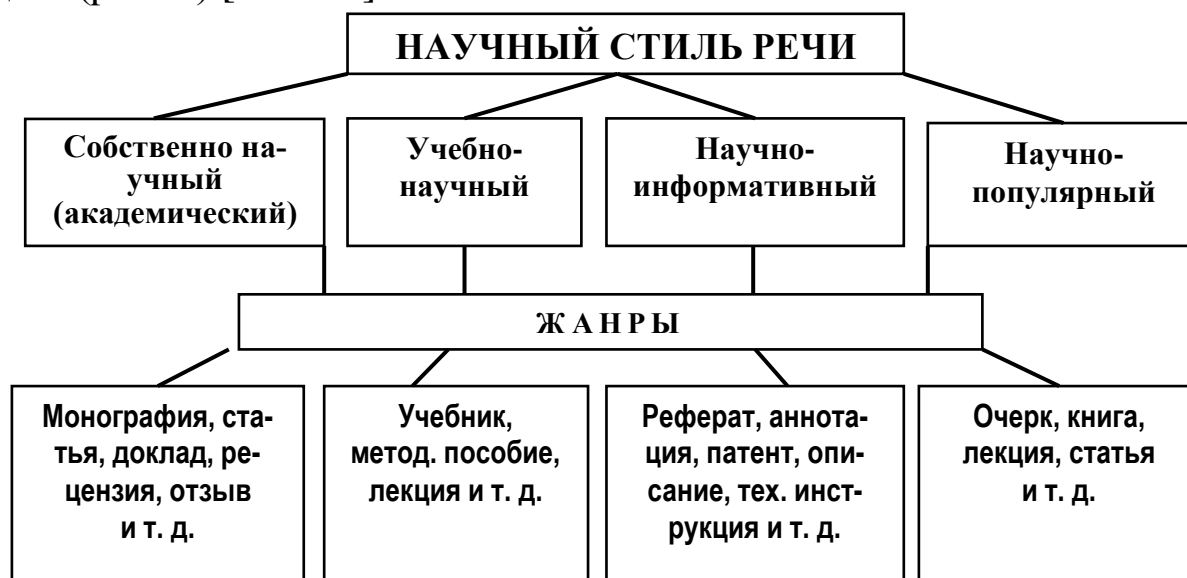 НАУЧНЫЙ СТИЛЬ РЕЧИ
Собственно на-
учный
(академический)
Учебно-
научный
Научно-
информативный
Научно-
популярный
Ж А Н Р Ы
Монография, ста-
тья, доклад, ре-
цензия, отзыв
и т. д.
Учебник,
метод. пособие,
лекция и т. д.
Реферат, аннота-
ция, патент, опи-
сание, тех. инст-
рукция и т. д.
Очерк, книга,
лекция, статья
и т. д.